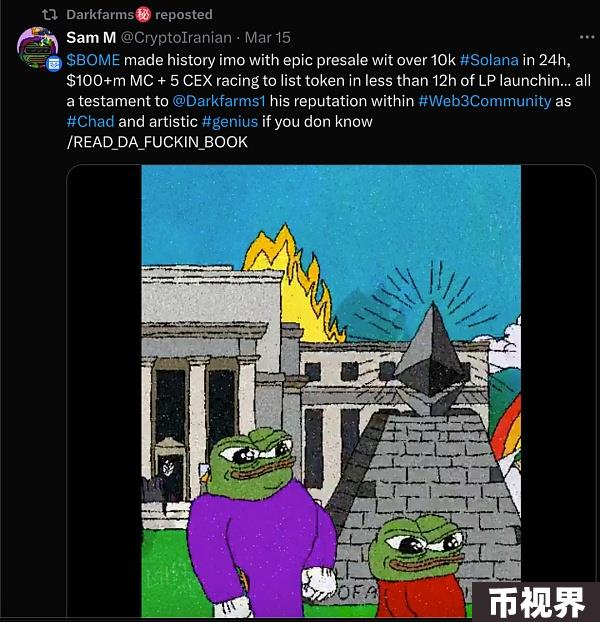 Darkfarms㊙ reposted
Sam M @CryptoIranian · Mar 15
$BOME made history imo with epic presale wit over 10k #Solana in 24h,
$100+m MC + 5 CEX racing to list token in less than 12h of LP launchin... all
a testament to @Darkfarms1 his reputation within #Web3Community as
#Chad and artistic #genius if you don know
/READ_DA_FUCKIN_BOOK
币视界